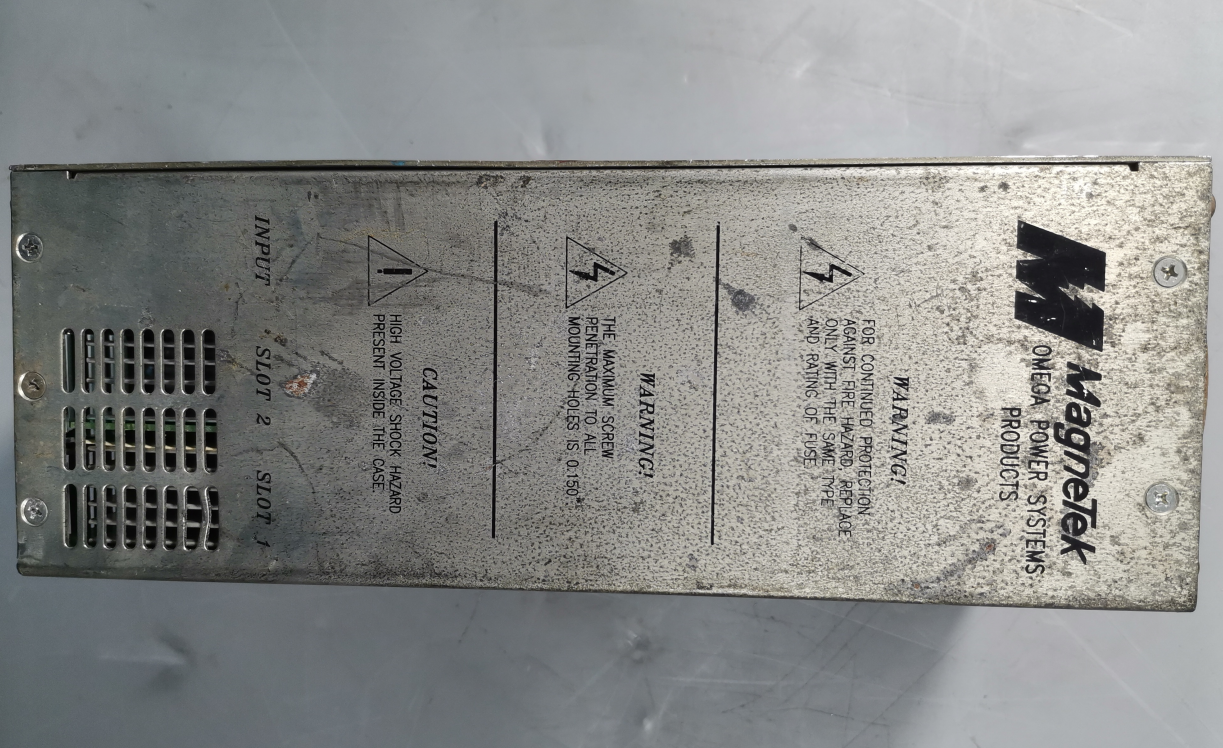 MagneTek
OMEGA POWER SYSTEMS
PRODUCTS
WARNING!
FOR CONTINUED PROTECTION
AGAINST FIRE HAZARD, REPLACE
ONLY WITH THE SAME TYPE
AND RATING OF FUSE.
WARNING!
THE MAXIMUM SCREW
PENETRATION TO ALL
MOUNTING HOLES IS 0.150"
CAUTION!
HIGH VOLTAGE SHOCK HAZARD
PRESENT INSIDE THE CASE.
INPUT SLOT 2 SLOT 1